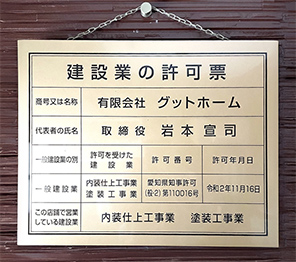 建設業の許可票
商号又は名称 有限会社 グットホーム
代表者の氏名 取締役 岩本宣司
一般建設業の別 許可を受けた建設業 許可番号 許可年月日
一般建設業 内装仕上工事業 塗装工事業 愛知県知事許可 (般-2)第110016号 令和2年11月16日
この店舗で営業している建設業 内装仕上工事業 塗装工事業